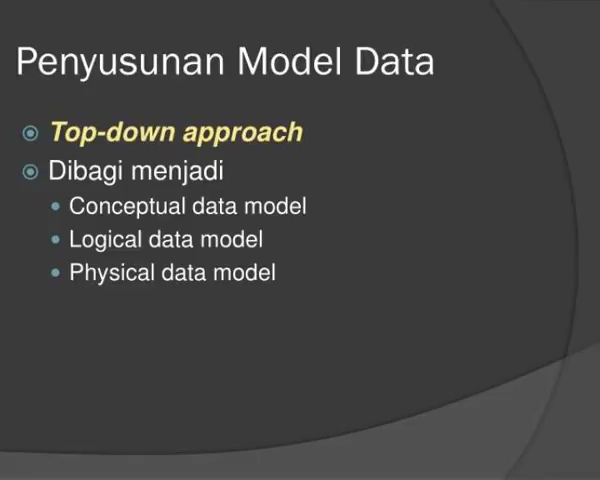 Penyusunan Model Data
Top-down approach
Dibagi menjadi
Conceptual data model
Logical data model
Physical data model